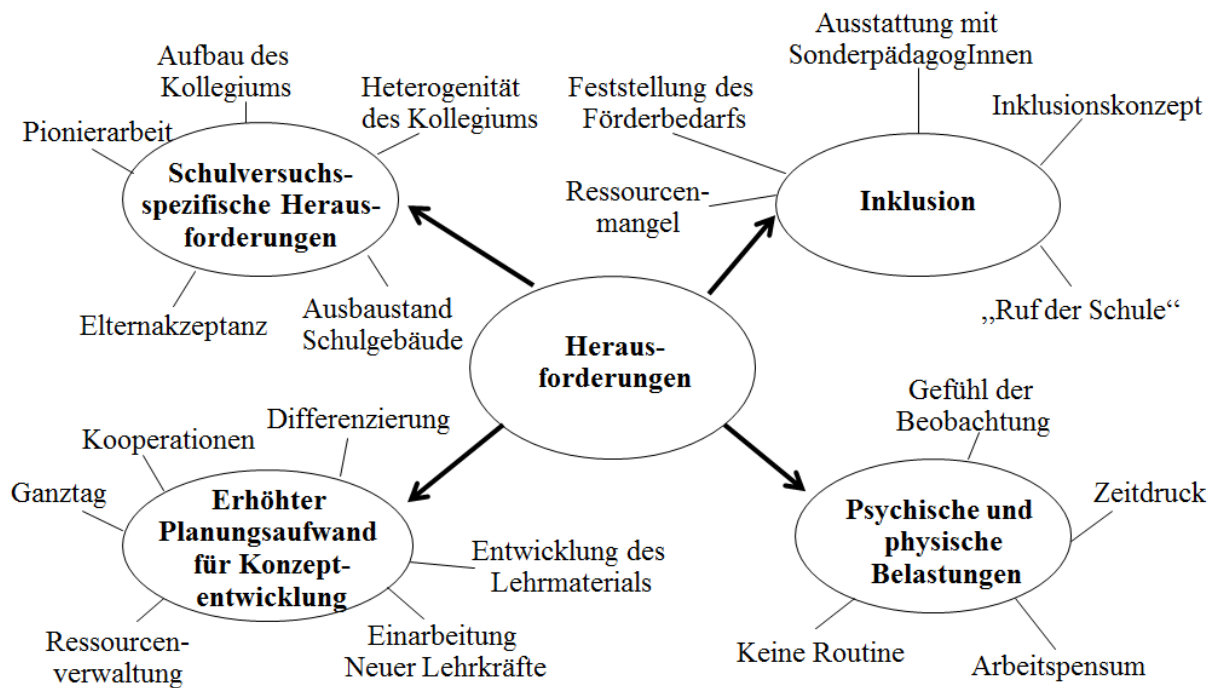 Aufbau des
Kollegiums
Heterogenität
des Kollegiums
Pionierarbeit
Schulversuchs-
spezifische Heraus-
forderungen
Elternakzeptanz
Ausbaustand
Schulgebäude
Ausstattung mit
SonderpädagogInnen
Feststellung des
Förderbedarfs
Inklusionskonzept
Ressourcen-
mangel
Inklusion
„Ruf der Schule“
Heraus-
forderungen
Differenzierung
Kooperationen
Ganztag
Erhöhter
Planungsaufwand
für Konzept-
entwicklung
Entwicklung des
Lehrmaterials
Ressourcen-
verwaltung
Einarbeitung
Neuer Lehrkräfte
Gefühl der
Beobachtung
Zeitdruck
Psychische und
physische
Belastungen
Keine Routine
Arbeitspensum